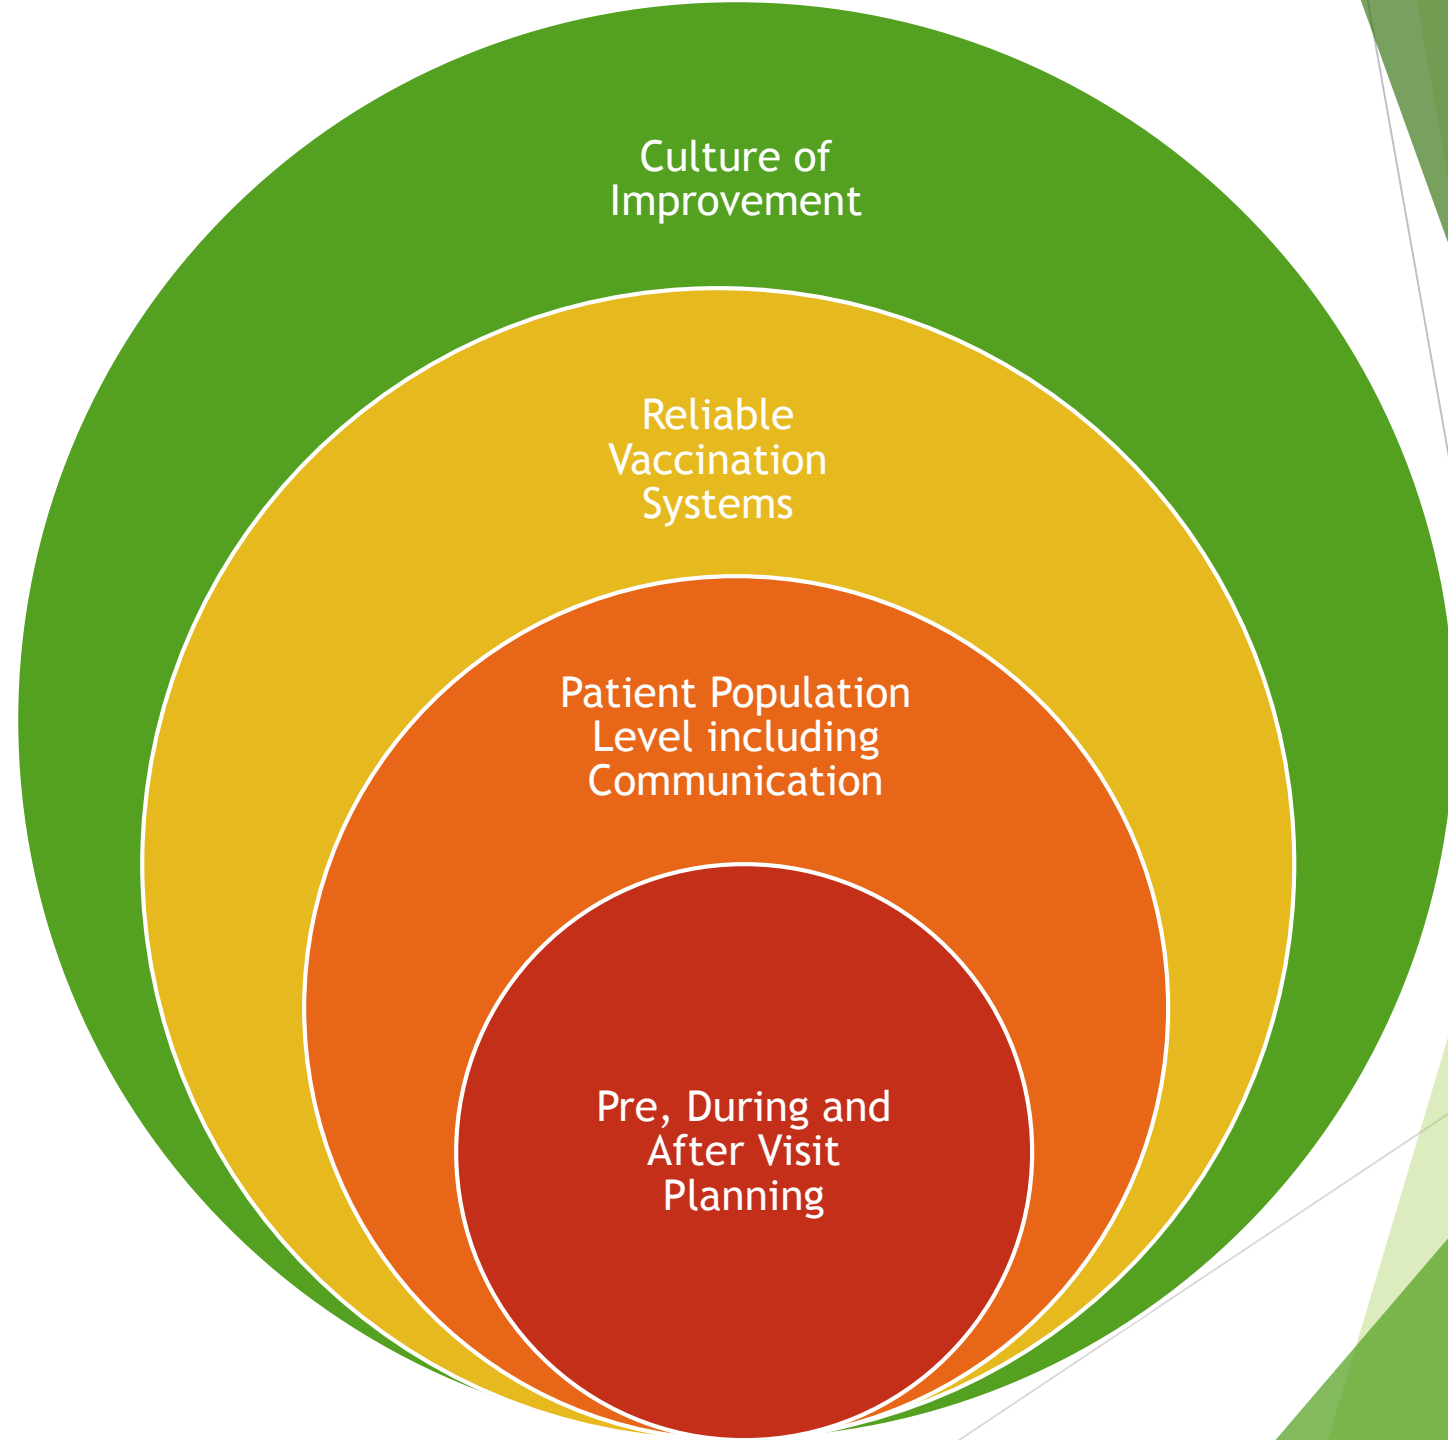 Culture of
Improvement
Reliable
Vaccination
Systems
Patient Population
Level including
Communication
Pre, During and
After Visit
Planning